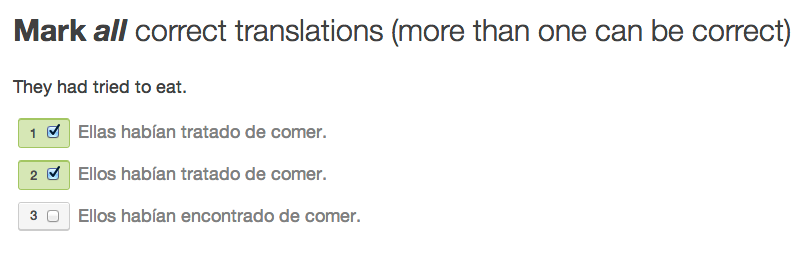 Mark all correct translations (more than one can be correct)
They had tried to eat.
1 Ellas habían tratado de comer.
2 Ellos habían tratado de comer.
3 Ellos habían encontrado de comer.